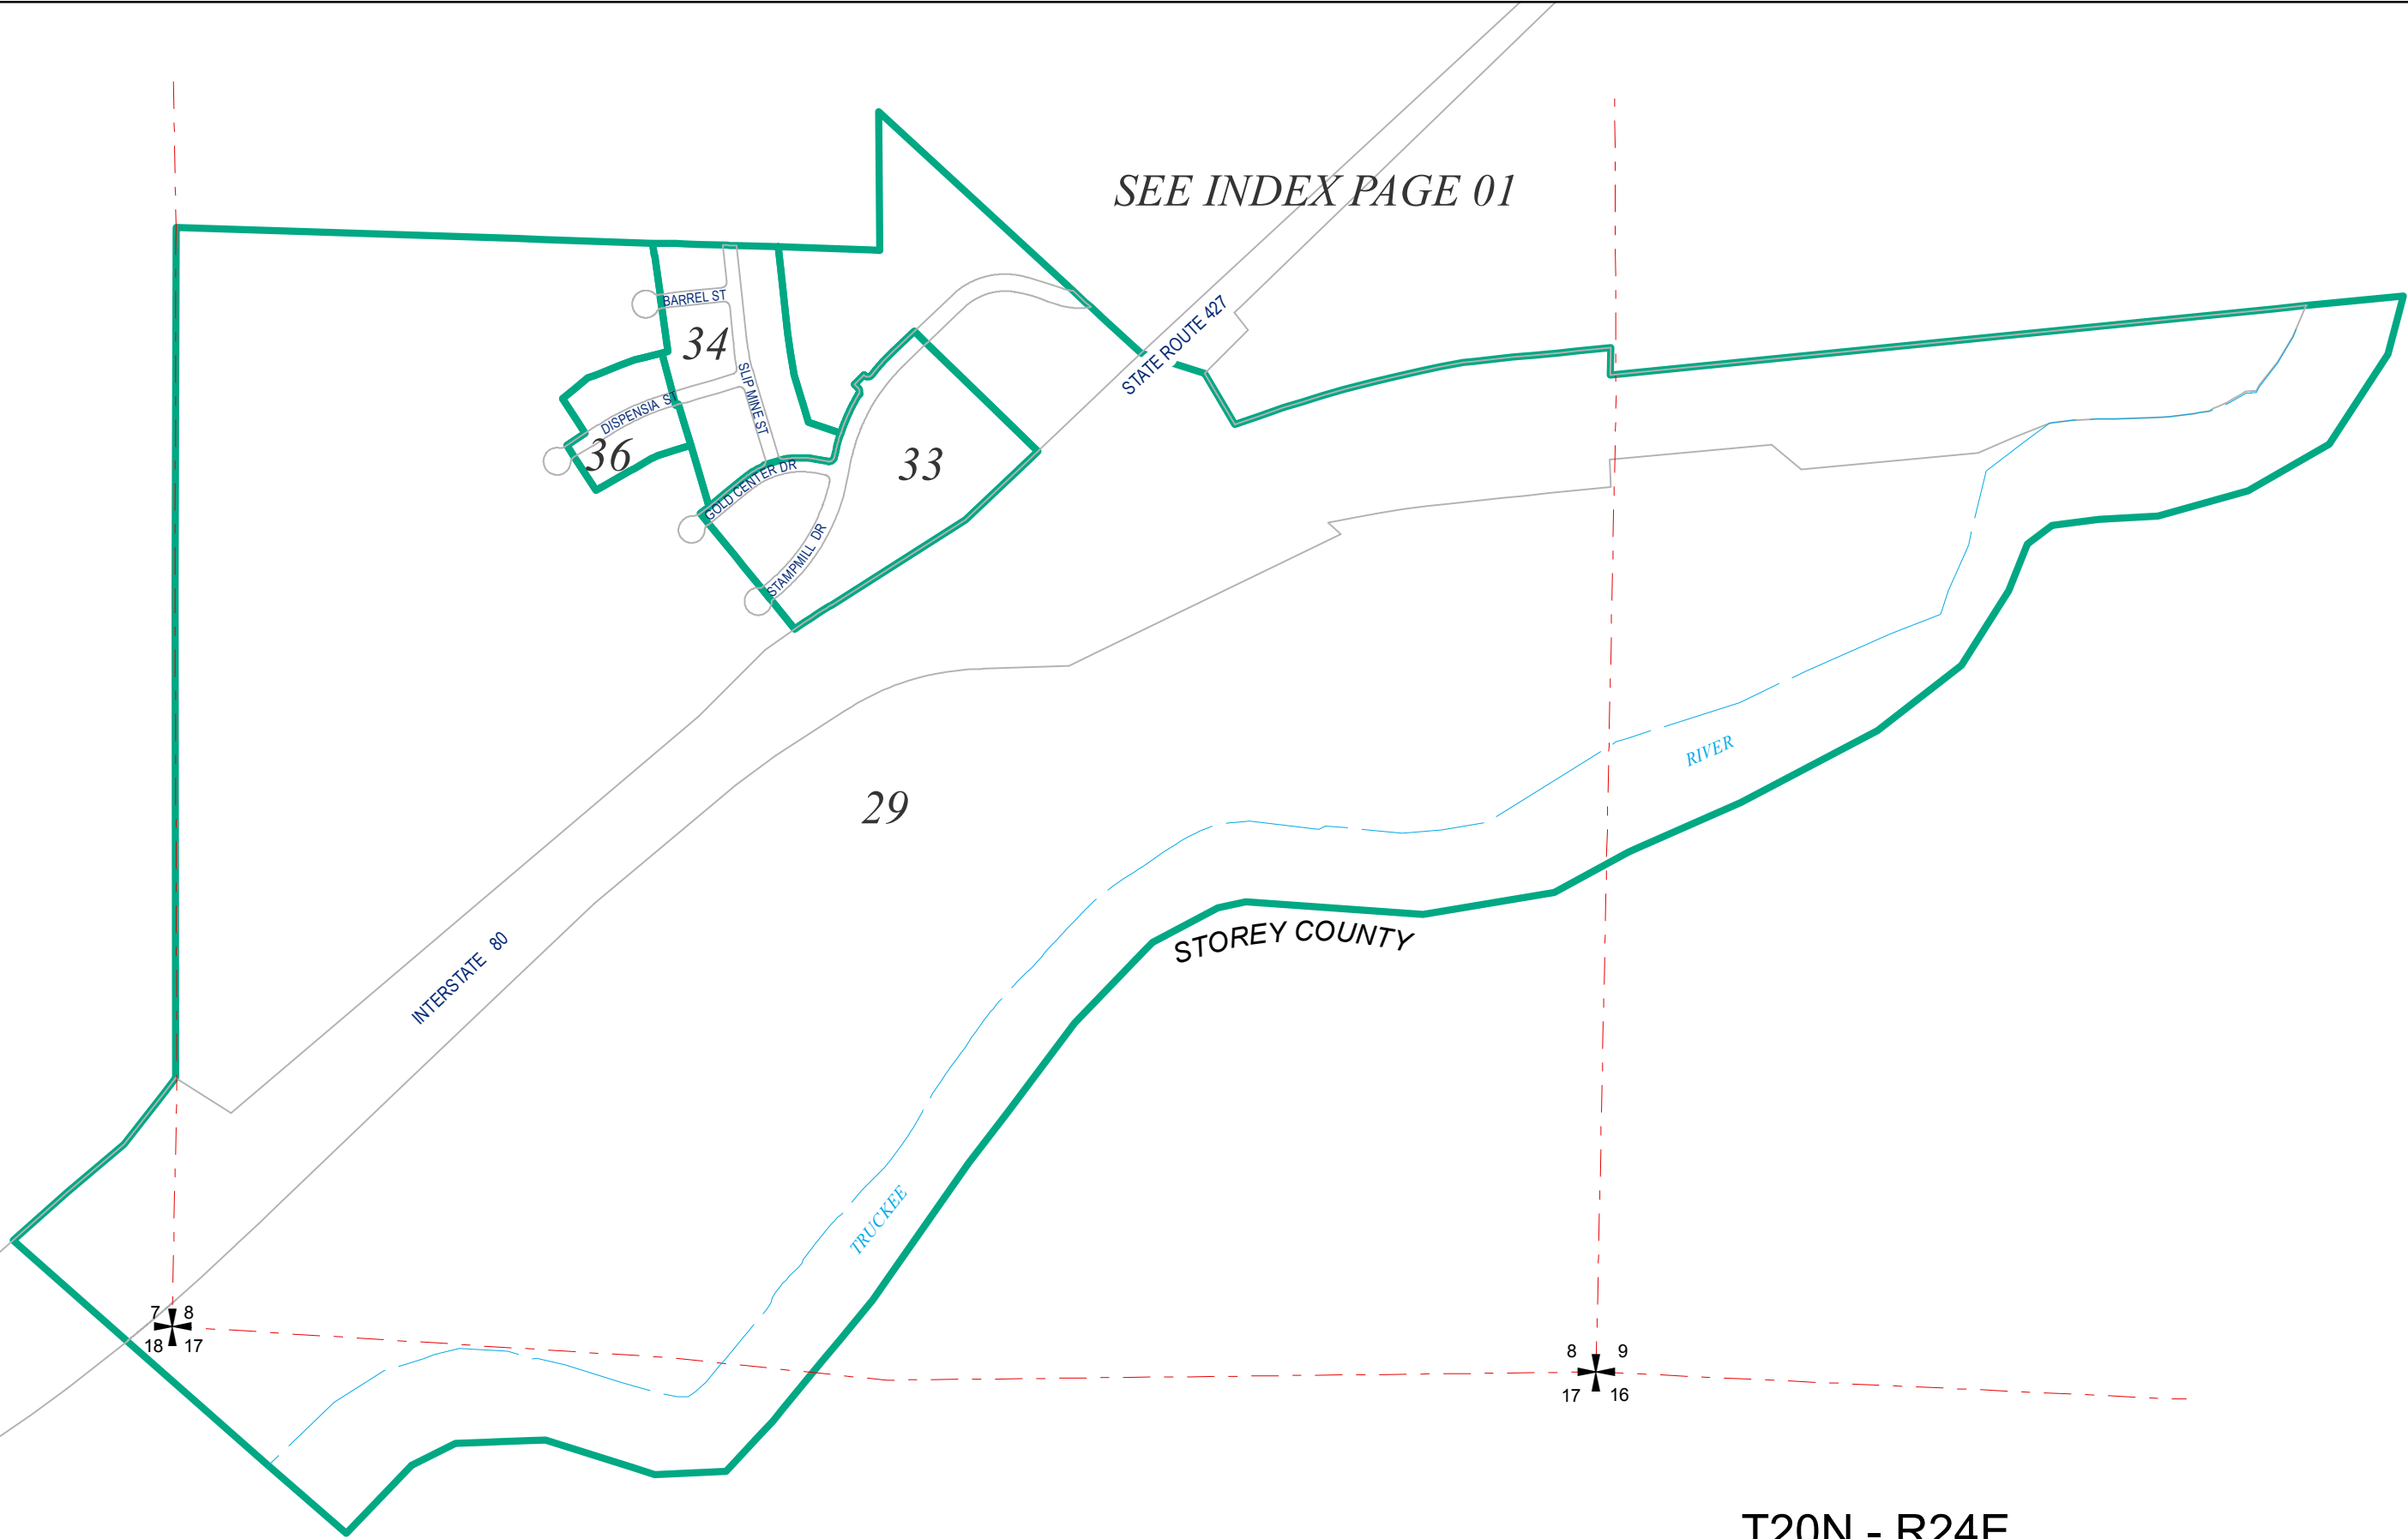 SEE INDEX PAGE 01
BARREL ST
34
STATE ROUTE 427
SLIP MINE ST
DISPENSIA ST
36
33
GOLD CENTER DR
STAMPMILL DR
RIVER
29
STOREY COUNTY
INTERSTATE 80
TRUCKEE
7 8
18 17
8 9
17 16
T20N - R24E